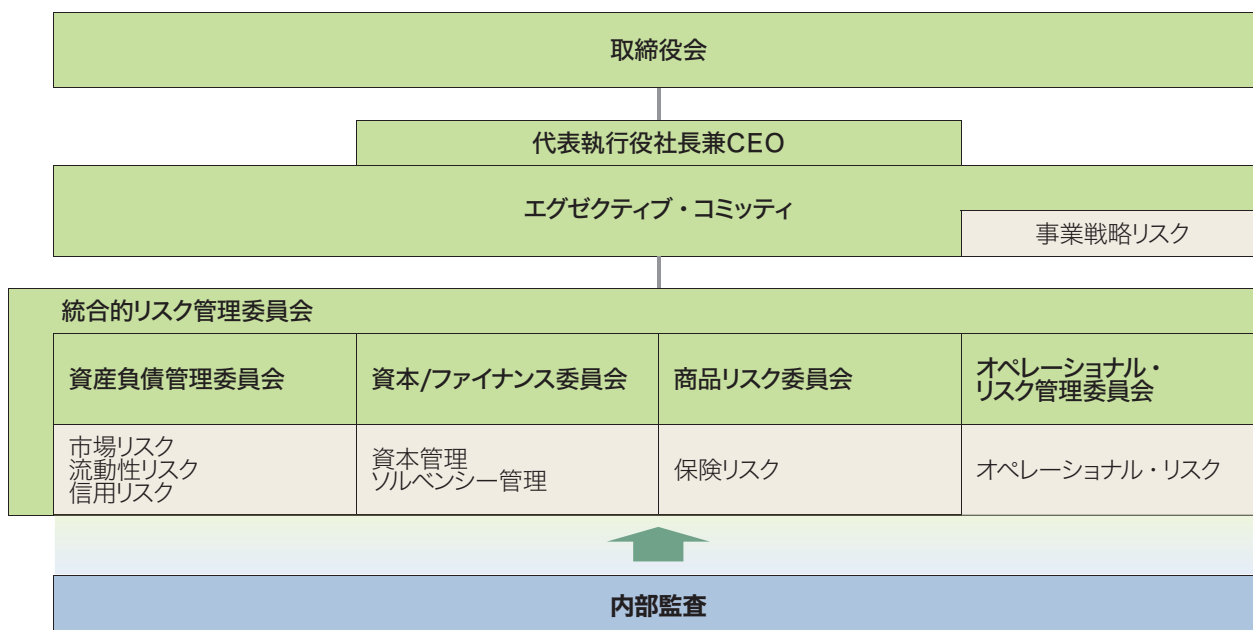 取締役会
代表執行役社長兼CEO
エグゼクティブ・コミッティ
事業戦略リスク
統合的リスク管理委員会
資産負債管理委員会
資本/ファイナンス委員会
商品リスク委員会
オペレーショナル・
リスク管理委員会
市場リスク
流動性リスク
信用リスク
資本管理
ソルベンシー管理
保険リスク
オペレーショナル・リスク
内部監査